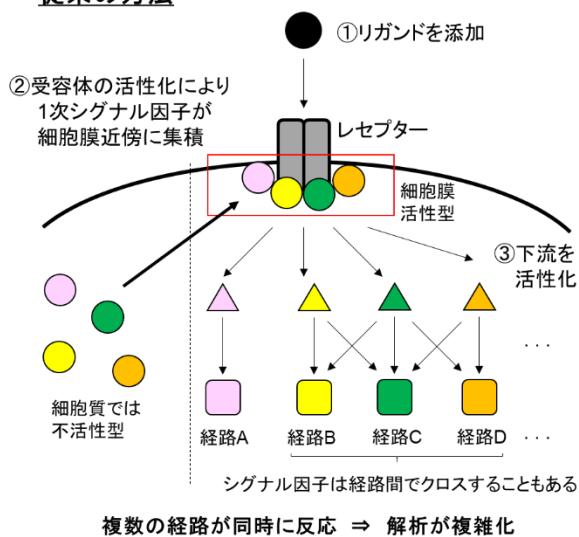 従来の方法
①リガンドを添加
②受容体の活性化により
1次シグナル因子が
細胞膜近傍に集積
レセプター
細胞膜
活性型
③下流を
活性化
細胞質では
不活性型
・・・
経路A 経路B 経路C 経路D ・・・
シグナル因子は経路間でクロスすることもある
複数の経路が同時に反応 ⇒ 解析が複雑化